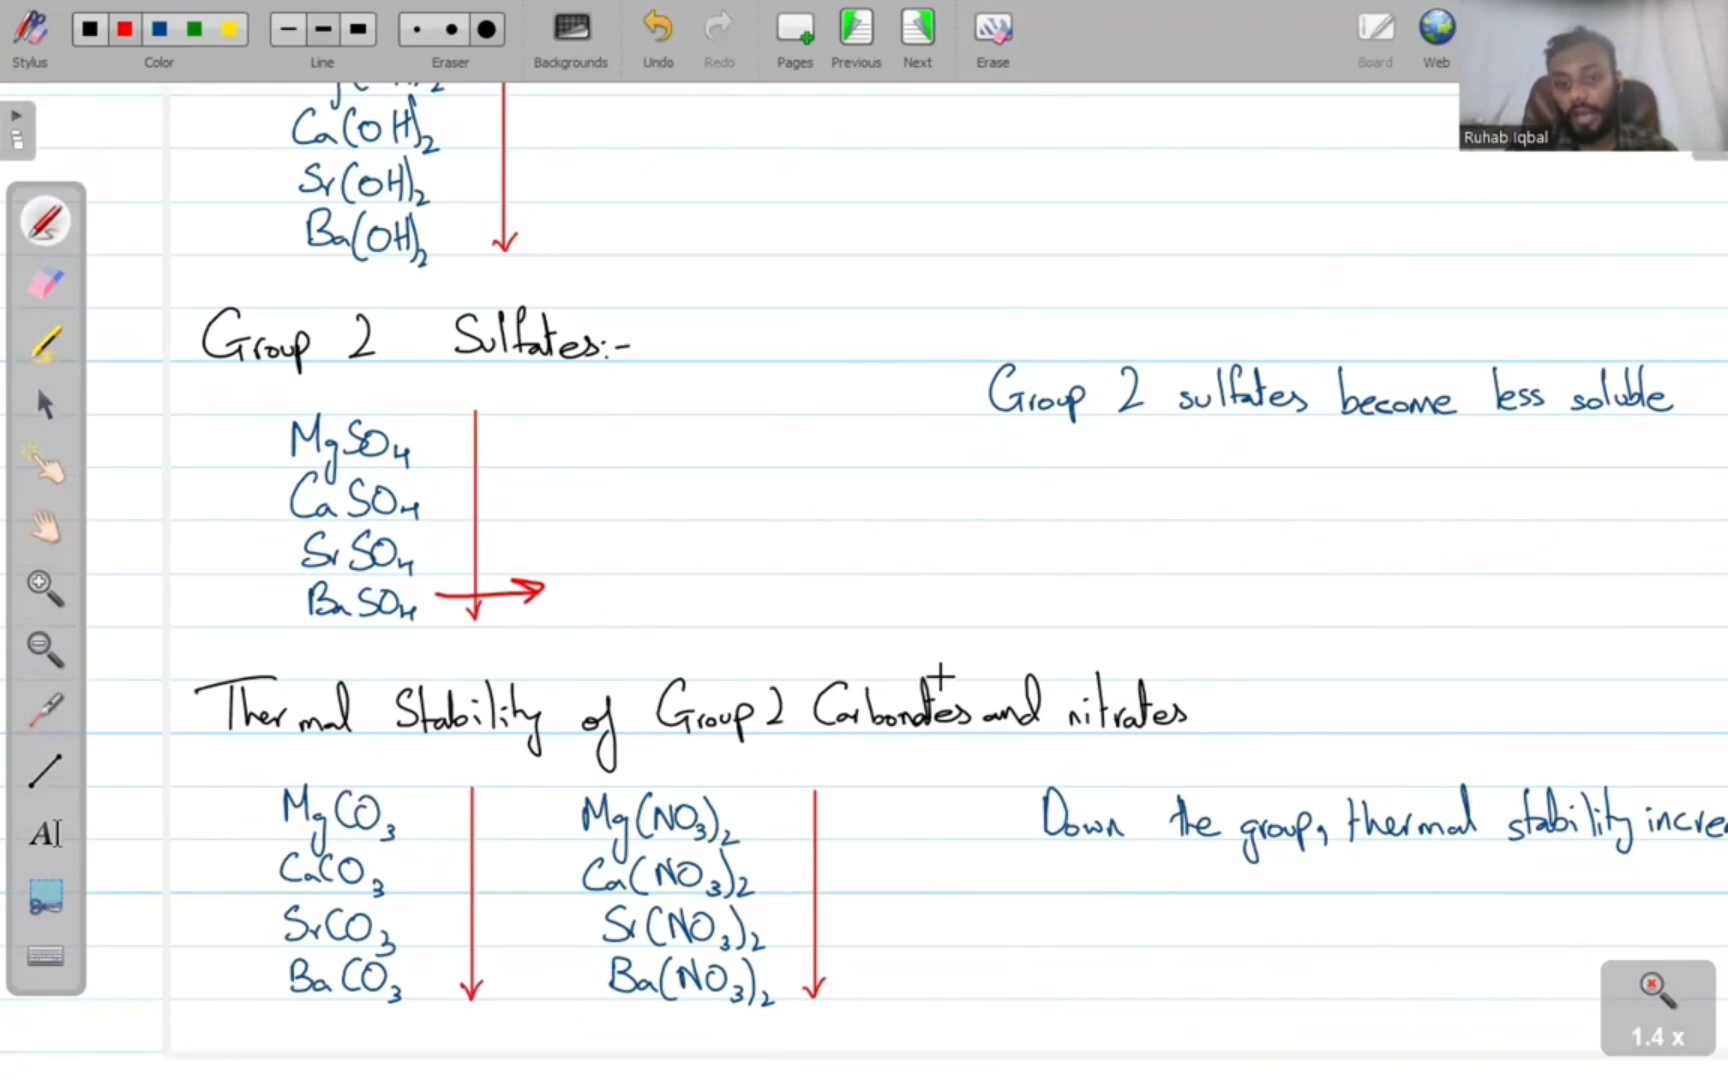 Stylus Color Line Eraser Backgrounds Undo Redo Pages Previous Next Erase Board Web
Ruhab Iqbal
Ca(OH)₂
Sr(OH)₂
Ba(OH)₂
Group 2 Sulfates:-
Group 2 sulfates become less soluble
MgSO₄
CaSO₄
SrSO₄
BaSO₄
Thermal Stability of Group 2 Carbonates and nitrates
MgCO₃ Mg(NO₃)₂
Down the group, thermal stability incre
CaCO₃ Ca(NO₃)₂
SrCO₃ Sr(NO₃)₂
BaCO₃ Ba(NO₃)₂
AI
1.4 x